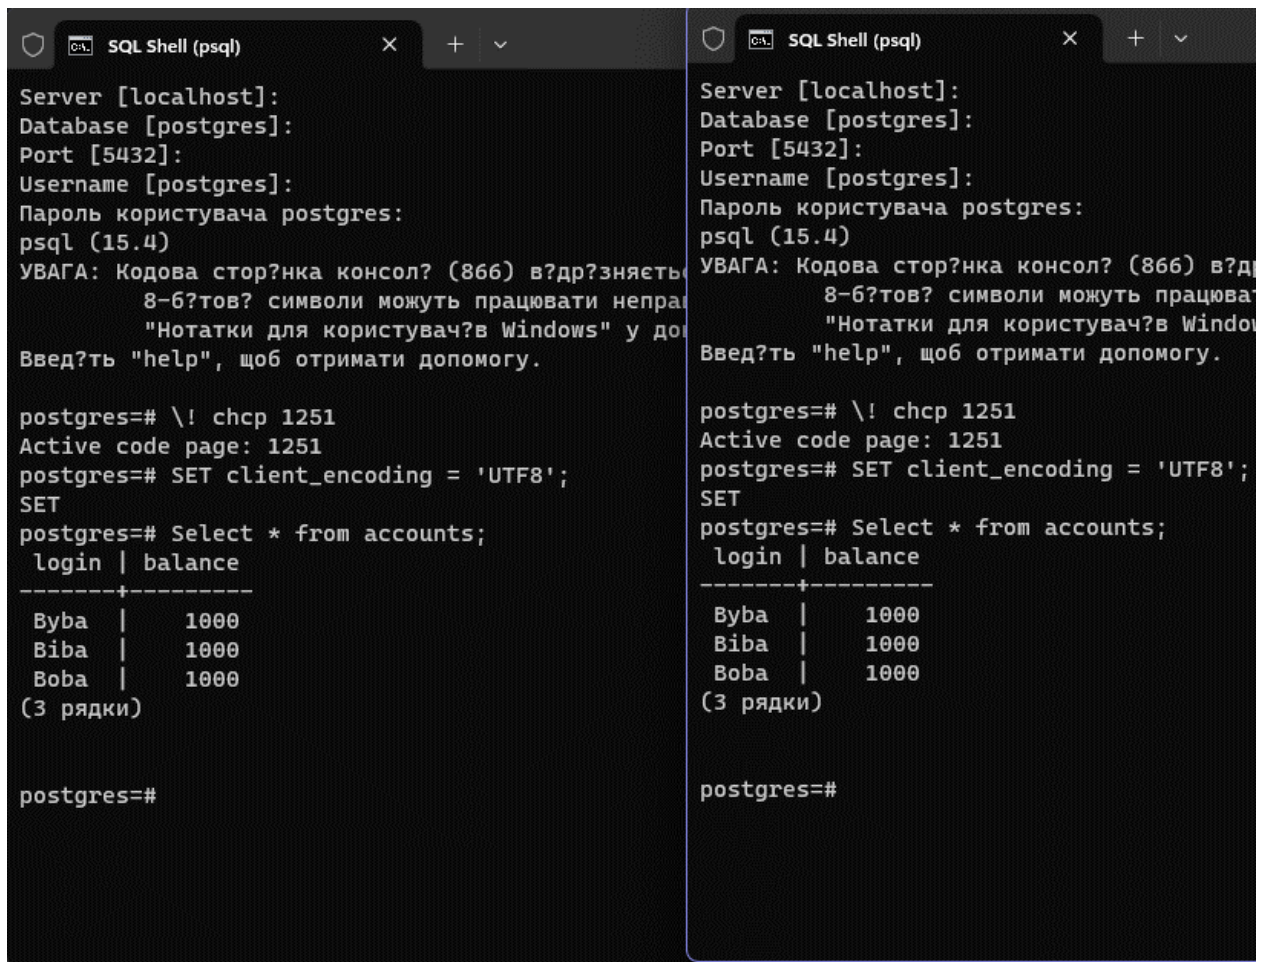 SQL Shell (psql)
Server [localhost]:
Database [postgres]:
Port [5432]:
Username [postgres]:
Пароль користувача postgres:
psql (15.4)
УВАГА: Кодова стор?нка консол? (866) в?др?зняєтьс
8-б?тов? символи можуть працювати неправ
"Нотатки для користувач?в Windows" у до
Введ?ть "help", щоб отримати допомогу.
postgres=# \! chcp 1251
Active code page: 1251
postgres=# SET client_encoding = 'UTF8';
SET
postgres=# Select * from accounts;
login | balance
-------+---------
Byba | 1000
Biba | 1000
Boba | 1000
(3 рядки)
postgres=#
SQL Shell (psql)
Server [localhost]:
Database [postgres]:
Port [5432]:
Username [postgres]:
Пароль користувача postgres:
psql (15.4)
УВАГА: Кодова стор?нка консол? (866) в?д
8-б?тов? символи можуть працюва
"Нотатки для користувач?в Windo
Введ?ть "help", щоб отримати допомогу.
postgres=# \! chcp 1251
Active code page: 1251
postgres=# SET client_encoding = 'UTF8';
SET
postgres=# Select * from accounts;
login | balance
-------+---------
Byba | 1000
Biba | 1000
Boba | 1000
(3 рядки)
postgres=#